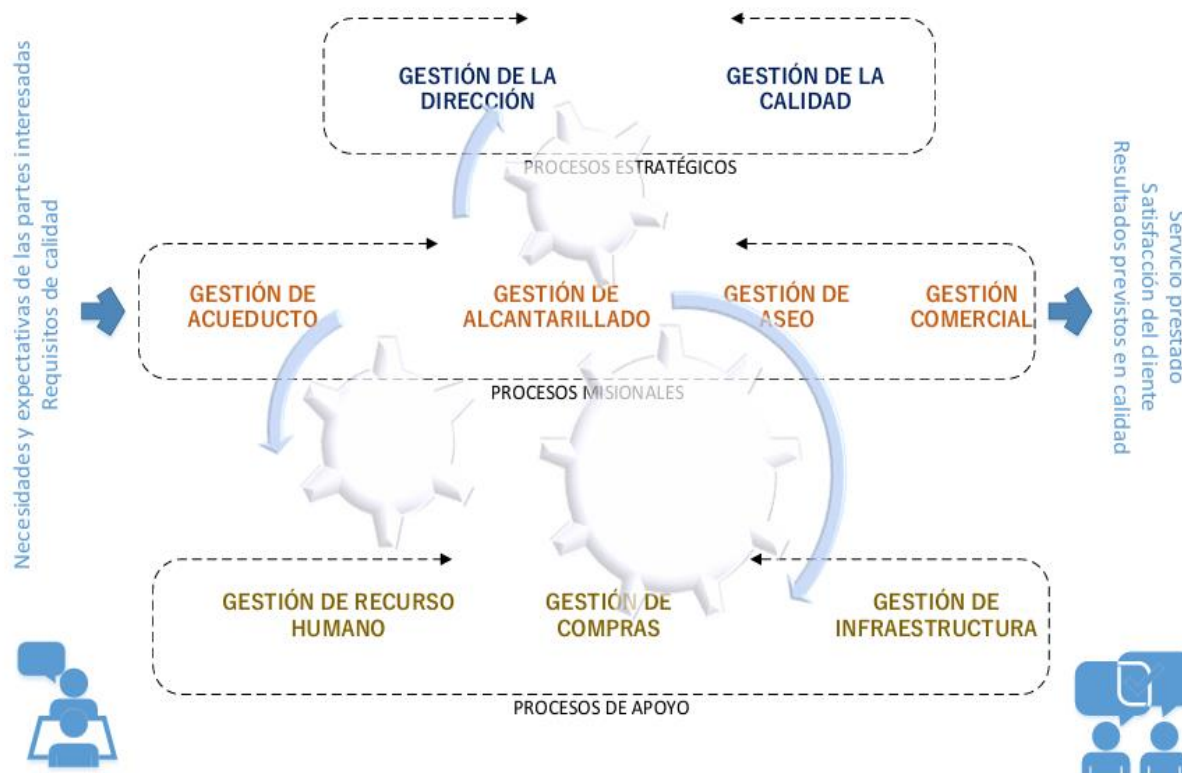 Necesidades y expectativas de las partes interesadas
Requisitos de calidad
GESTIÓN DE LA
DIRECCIÓN
GESTIÓN DE LA
CALIDAD
PROCESOS ESTRATÉGICOS
GESTIÓN DE
ACUEDUCTO
GESTIÓN DE
ALCANTARILLADO
GESTIÓN DE
ASEO
GESTIÓN
COMERCIAL
PROCESOS MISIONALES
GESTIÓN DE RECURSO
HUMANO
GESTIÓN DE
COMPRAS
GESTIÓN DE
INFRAESTRUCTURA
PROCESOS DE APOYO
Servicio prestado
Satisfacción del cliente
Resultados previstos en calidad